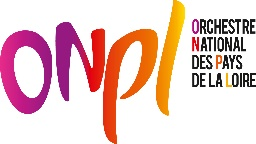 ONPL
ORCHESTRE
NATIONAL
DES PAYS
DE LA LOIRE